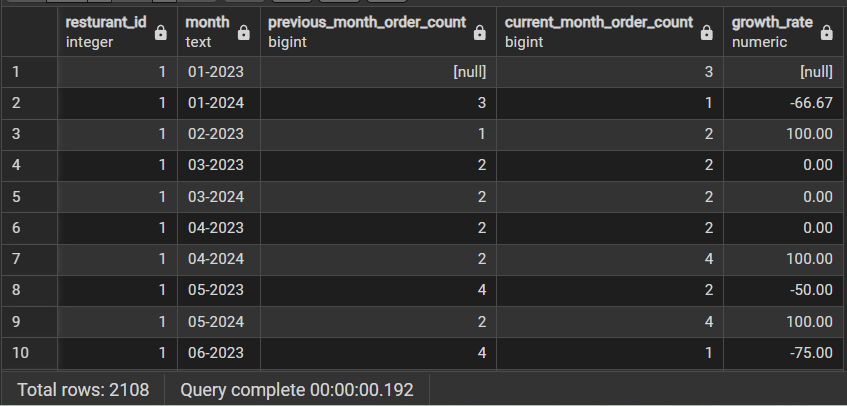 resturant_id month previous_month_order_count current_month_order_count growth_rate
integer text bigint bigint numeric
1 1 01-2023 [null] 3 [null]
2 1 01-2024 3 1 -66.67
3 1 02-2023 1 2 100.00
4 1 03-2023 2 2 0.00
5 1 03-2024 2 2 0.00
6 1 04-2023 2 2 0.00
7 1 04-2024 2 4 100.00
8 1 05-2023 4 2 -50.00
9 1 05-2024 2 4 100.00
10 1 06-2023 4 1 -75.00
Total rows: 2108 Query complete 00:00:00.192